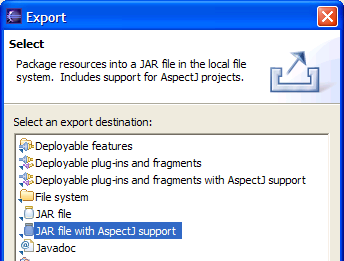 Export
Select
Package resources into a JAR file in the local file
system. Includes support for AspectJ projects.
Select an export destination:
Deployable features
Deployable plug-ins and fragments
Deployable plug-ins and fragments with AspectJ support
File system
JAR file
JAR file with AspectJ support
Javadoc